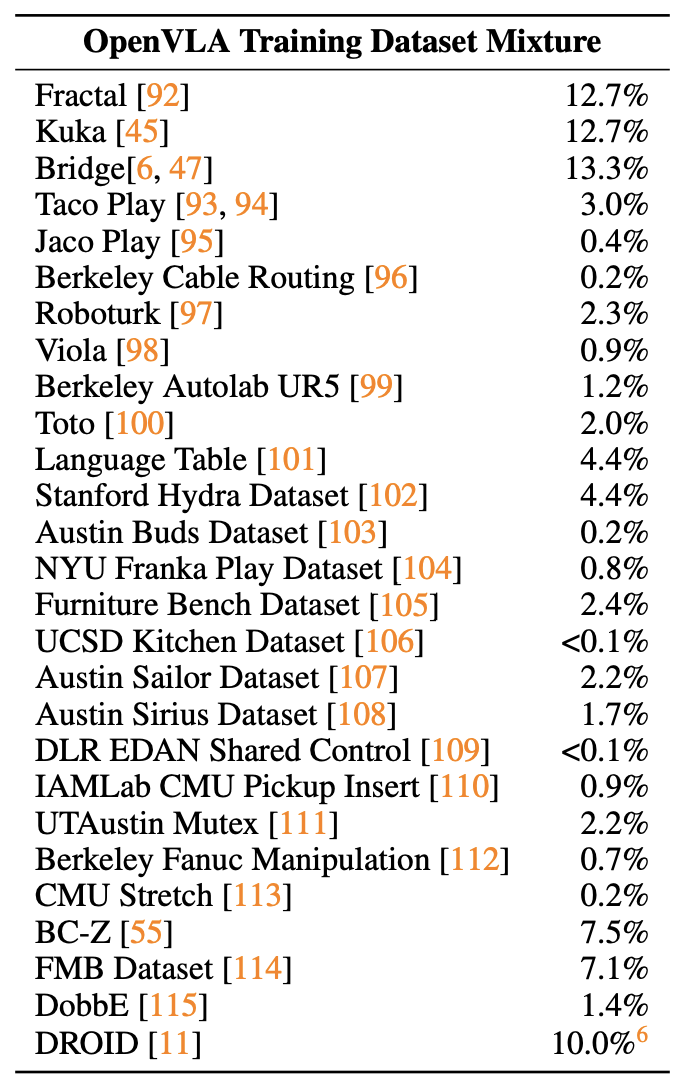 OpenVLA Training Dataset Mixture
Fractal [92] 12.7%
Kuka [45] 12.7%
Bridge[6, 47] 13.3%
Taco Play [93, 94] 3.0%
Jaco Play [95] 0.4%
Berkeley Cable Routing [96] 0.2%
Roboturk [97] 2.3%
Viola [98] 0.9%
Berkeley Autolab UR5 [99] 1.2%
Toto [100] 2.0%
Language Table [101] 4.4%
Stanford Hydra Dataset [102] 4.4%
Austin Buds Dataset [103] 0.2%
NYU Franka Play Dataset [104] 0.8%
Furniture Bench Dataset [105] 2.4%
UCSD Kitchen Dataset [106] <0.1%
Austin Sailor Dataset [107] 2.2%
Austin Sirius Dataset [108] 1.7%
DLR EDAN Shared Control [109] <0.1%
IAMLab CMU Pickup Insert [110] 0.9%
UTAustin Mutex [111] 2.2%
Berkeley Fanuc Manipulation [112] 0.7%
CMU Stretch [113] 0.2%
BC-Z [55] 7.5%
FMB Dataset [114] 7.1%
DobbE [115] 1.4%
DROID [11] 10.0%⁶